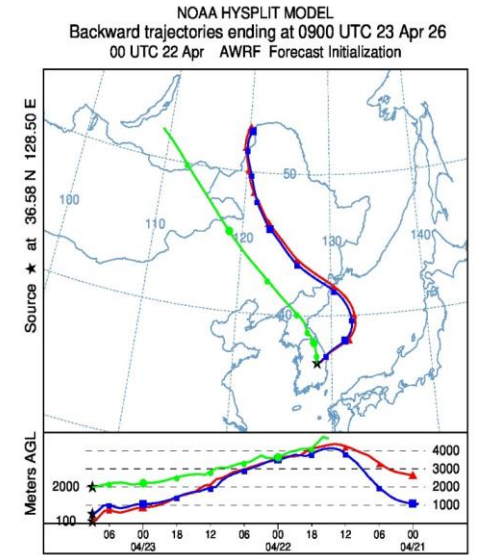 NOAA HYSPLIT MODEL
Backward trajectories ending at 0900 UTC 23 Apr 26
00 UTC 22 Apr AWRF Forecast Initialization
Source ★ at 36.58 N 128.50 E
50
100
110
120
130
140
40
Meters AGL
4000
3000
2000
2000
1000
100
06 00 18 12 06 00 18 12 06 00
04/23 04/22 04/21